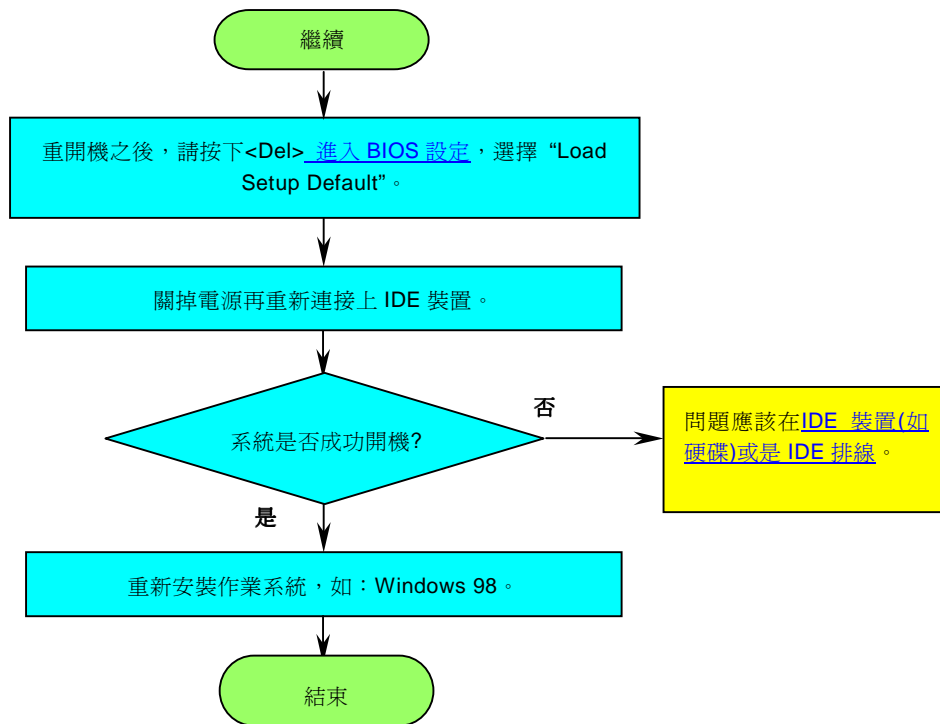 繼續
重開機之後，請按下<Del> 進入 BIOS 設定，選擇 “Load
Setup Default”。
關掉電源再重新連接上 IDE 裝置。
系統是否成功開機?
否
問題應該在IDE 裝置(如
硬碟)或是 IDE 排線。
是
重新安裝作業系統，如：Windows 98。
結束